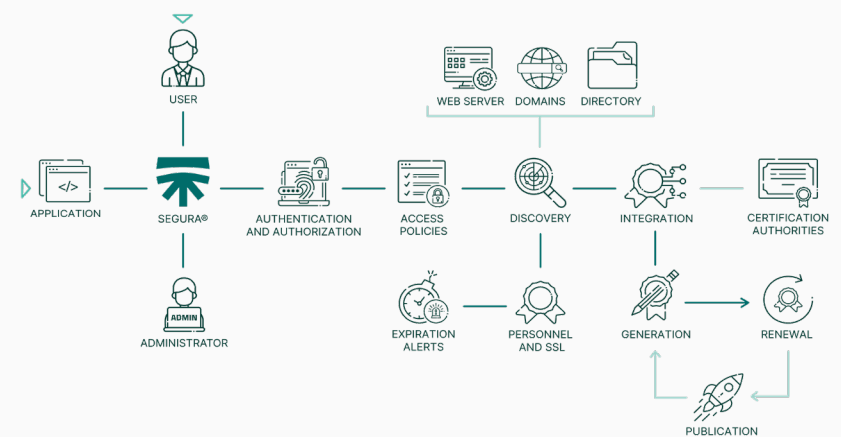 USER
WEB SERVER
DOMAINS
DIRECTORY
</>
APPLICATION
SEGURA®
AUTHENTICATION
AND AUTHORIZATION
ACCESS
POLICIES
DISCOVERY
INTEGRATION
CERTIFICATION
AUTHORITIES
ADMIN
ADMINISTRATOR
EXPIRATION
ALERTS
PERSONNEL
AND SSL
GENERATION
RENEWAL
PUBLICATION